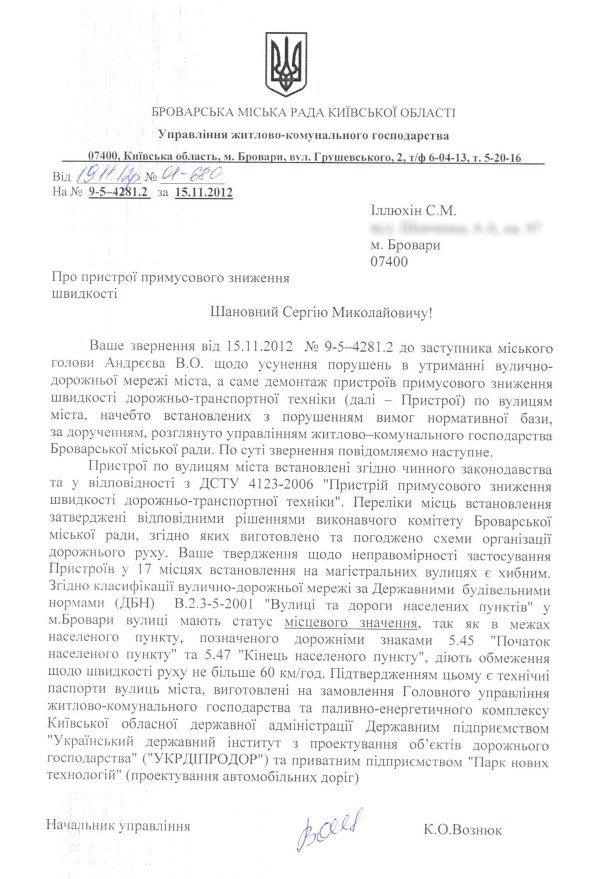 БРОВАРСЬКА МІСЬКА РАДА КИЇВСЬКОЇ ОБЛАСТІ
Управління житлово-комунального господарства
07400, Київська область, м. Бровари, вул. Грушевського, 2, т/ф 6-04-13, т. 5-20-16
Від 19.11.12р № 01-680
На № 9-5–4281.2 за 15.11.2012
Іллюхін С.М.
м. Бровари
07400
Про пристрої примусового зниження
швидкості
Шановний Сергію Миколайовичу!
Ваше звернення від 15.11.2012 № 9-5–4281.2 до заступника міського
голови Андрєєва В.О. щодо усунення порушень в утриманні вулично-
дорожньої мережі міста, а саме демонтаж пристроїв примусового зниження
швидкості дорожньо-транспортної техніки (далі – Пристрої) по вулицям
міста, начебто встановлених з порушенням вимог нормативної бази,
за дорученням, розглянуто управлінням житлово–комунального господарства
Броварської міської ради. По суті звернення повідомляємо наступне.
Пристрої по вулицям міста встановлені згідно чинного законодавства
та у відповідності з ДСТУ 4123-2006 "Пристрій примусового зниження
швидкості дорожньо-транспортної техніки". Переліки місць встановлення
затверджені відповідними рішеннями виконавчого комітету Броварської
міської ради, згідно яких виготовлено та погоджено схеми організації
дорожнього руху. Ваше твердження щодо неправомірності застосування
Пристроїв у 17 місцях встановлення на магістральних вулицях є хибним.
Згідно класифікації вулично-дорожньої мережі за Державними будівельними
нормами (ДБН) В.2.3-5-2001 "Вулиці та дороги населених пунктів" у
м.Бровари вулиці мають статус місцевого значення, так як в межах
населеного пункту, позначеного дорожніми знаками 5.45 "Початок
населеного пункту" та 5.47 "Кінець населеного пункту", діють обмеження
щодо швидкості руху не більше 60 км/год. Підтвердженням цьому є технічні
паспорти вулиць міста, виготовлені на замовлення Головного управління
житлово-комунального господарства та паливно-енергетичного комплексу
Київської обласної державної адміністрації Державним підприємством
"Український державний інститут з проектування об’єктів дорожнього
господарства" ("УКРДІПРОДОР") та приватним підприємством "Парк нових
технологій" (проектування автомобільних доріг)
Начальник управління К.О.Вознюк